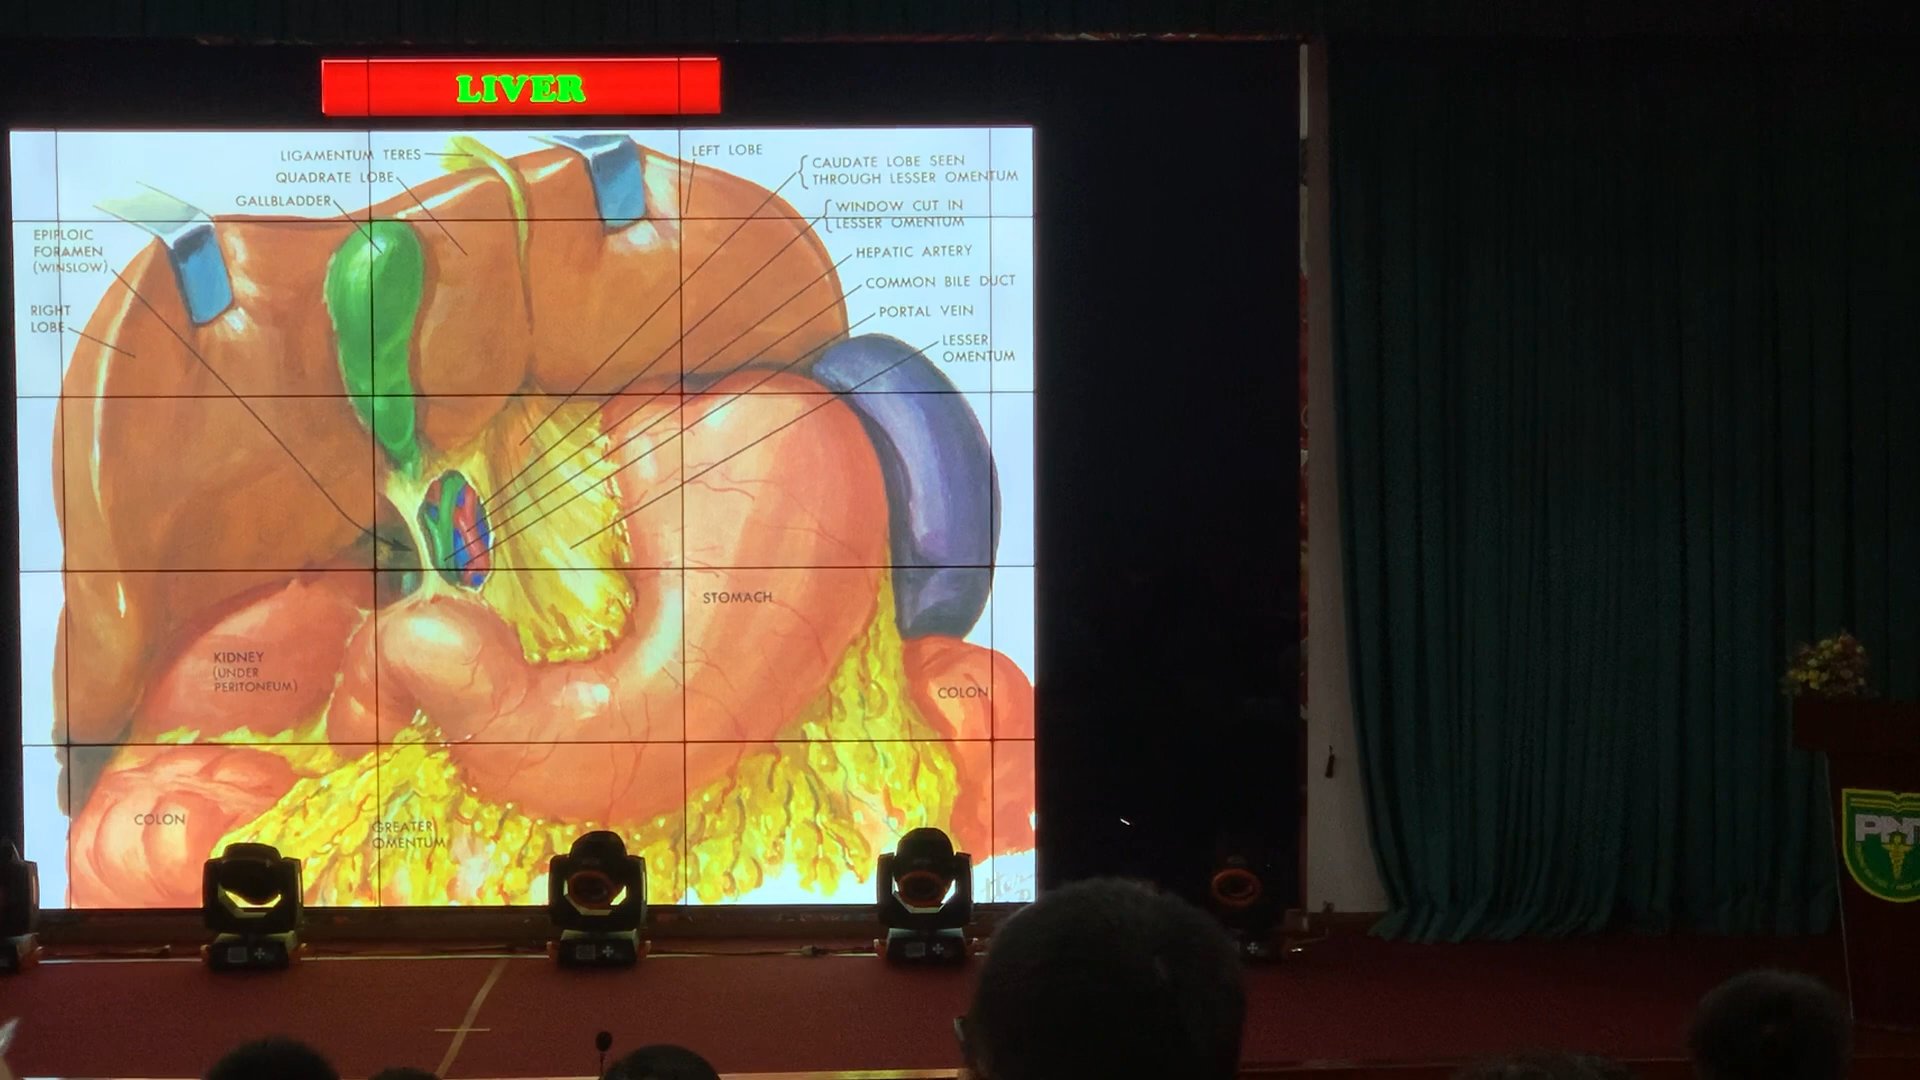 LIVER
LIGAMENTUM TERES
QUADRATE LOBE
GALLBLADDER
EPIPLOIC
FORAMEN
(WINSLOW)
RIGHT
LOBE
LEFT LOBE
CAUDATE LOBE SEEN
THROUGH LESSER OMENTUM
WINDOW CUT IN
LESSER OMENTUM
HEPATIC ARTERY
COMMON BILE DUCT
PORTAL VEIN
LESSER
OMENTUM
STOMACH
KIDNEY
(UNDER
PERITONEUM)
COLON
COLON
GREATER
OMENTUM